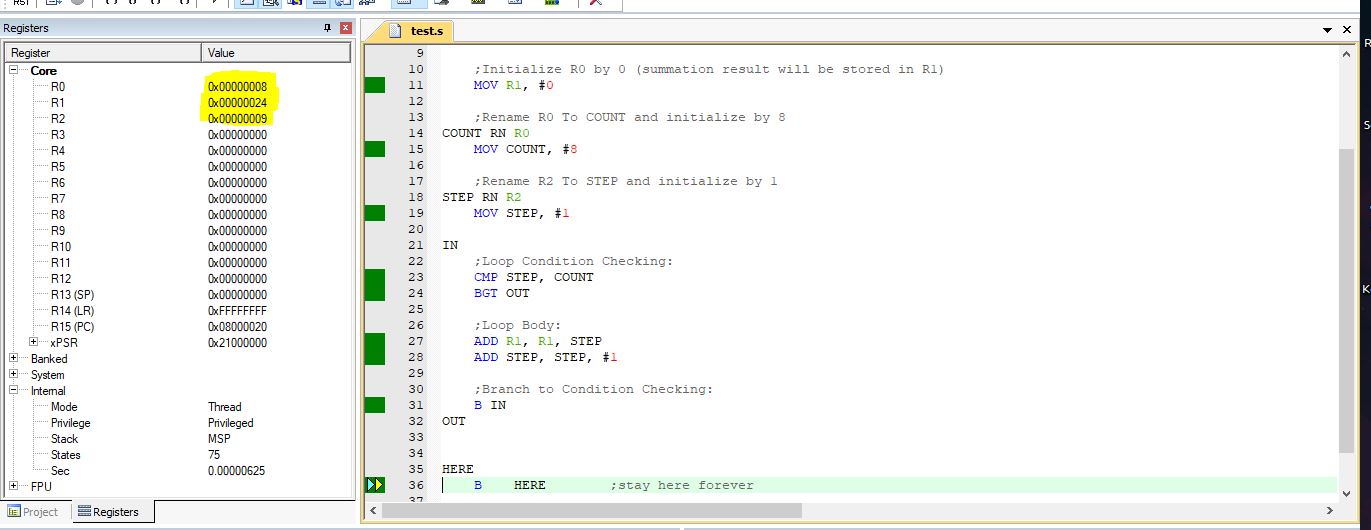 RST
Registers
Register Value
Core
R0 0x00000008
R1 0x00000024
R2 0x00000009
R3 0x00000000
R4 0x00000000
R5 0x00000000
R6 0x00000000
R7 0x00000000
R8 0x00000000
R9 0x00000000
R10 0x00000000
R11 0x00000000
R12 0x00000000
R13 (SP) 0x00000000
R14 (LR) 0xFFFFFFFF
R15 (PC) 0x08000020
xPSR 0x21000000
Banked
System
Internal
Mode Thread
Privilege Privileged
Stack MSP
States 75
Sec 0.00000625
FPU
Project Registers
test.s
9
10 ;Initialize R0 by 0 (summation result will be stored in R1)
11 MOV R1, #0
12
13 ;Rename R0 To COUNT and initialize by 8
14 COUNT RN R0
15 MOV COUNT, #8
16
17 ;Rename R2 To STEP and initialize by 1
18 STEP RN R2
19 MOV STEP, #1
20
21 IN
22 ;Loop Condition Checking:
23 CMP STEP, COUNT
24 BGT OUT
25
26 ;Loop Body:
27 ADD R1, R1, STEP
28 ADD STEP, STEP, #1
29
30 ;Branch to Condition Checking:
31 B IN
32 OUT
33
34
35 HERE
36 B HERE ;stay here forever
37
R
S
K